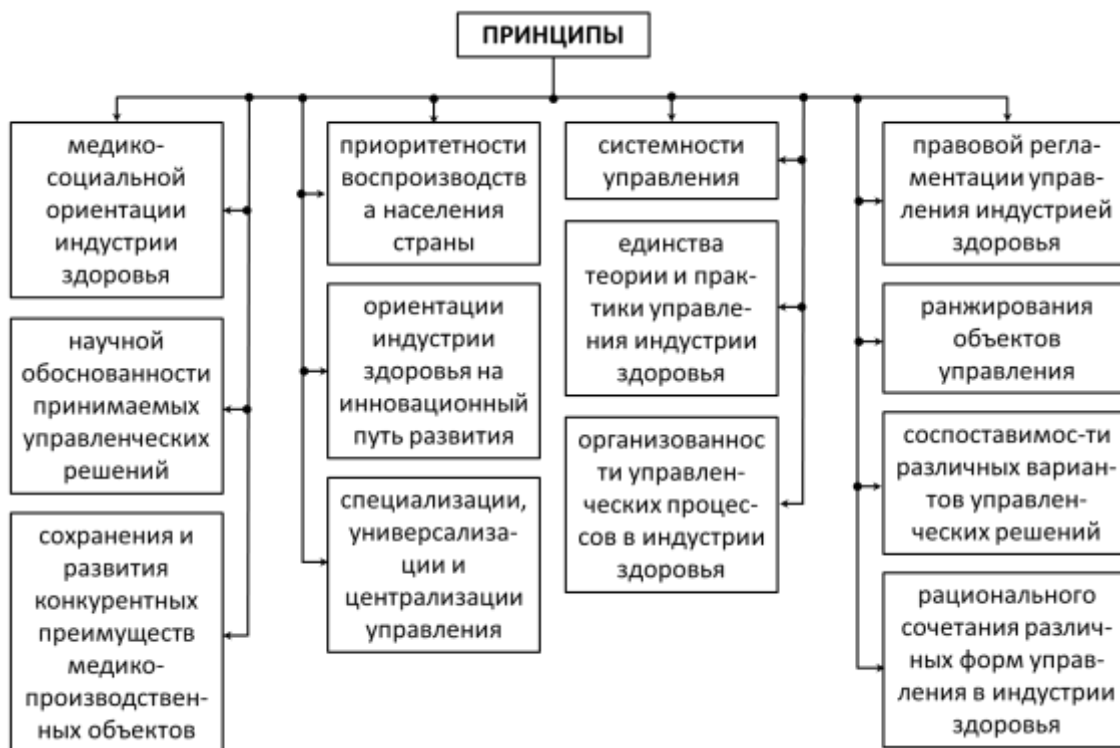 ПРИНЦИПЫ
медико-
социальной
ориентации
индустрии
здоровья
научной
обоснованности
принимаемых
управленческих
решений
сохранения и
развития
конкурентных
преимуществ
медико-
производствен-
ных объектов
приоритетности
воспроизводств
а населения
страны
ориентации
индустрии
здоровья на
инновационный
путь развития
специализации,
универсализа-
ции и
централизации
управления
системности
управления
единства
теории и прак-
тики управле-
ния индустрии
здоровья
организованнос
ти управлен-
ческих процес-
сов в индустрии
здоровья
правовой регла-
ментации управ-
ления индустрией
здоровья
ранжирования
объектов
управления
соспоставимос-ти
различных вариан-
тов управлен-
ческих решений
рационального
сочетания различ-
ных форм управ-
ления в индустрии
здоровья